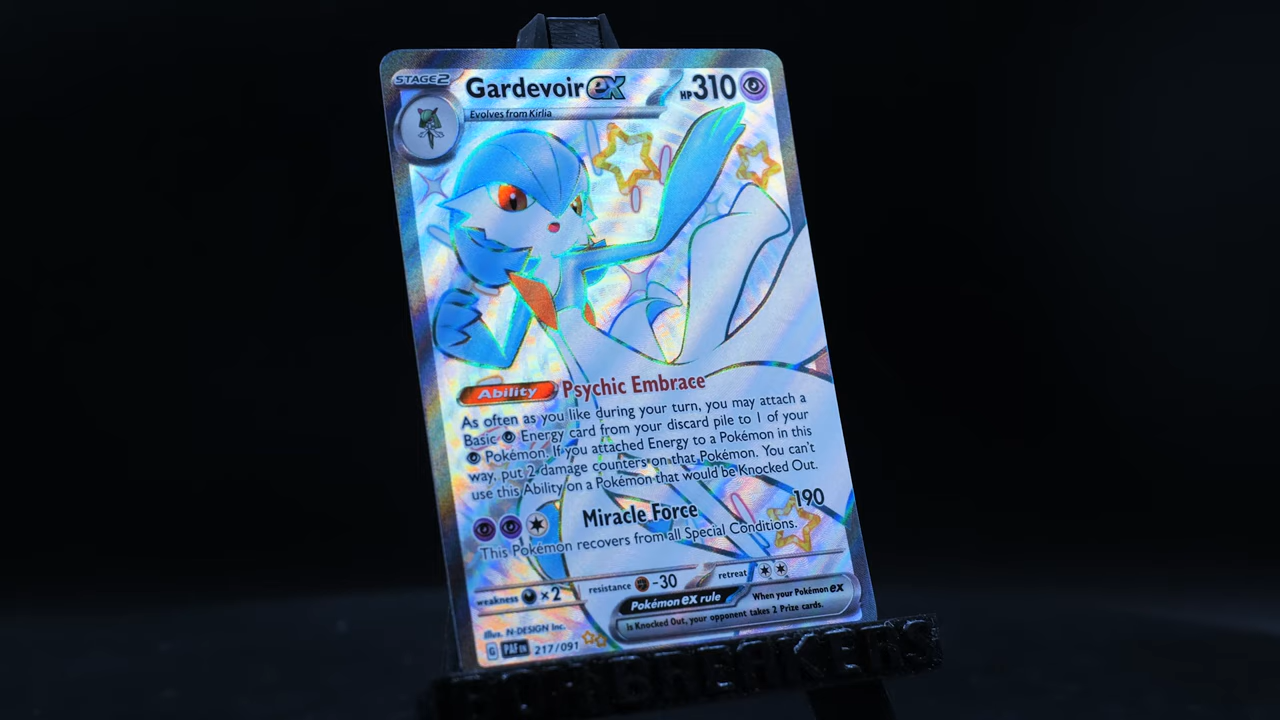 STAGE2
Gardevoir ex
HP 310
Evolves from Kirlia
Ability Psychic Embrace
As often as you like during your turn, you may attach a
Basic Energy card from your discard pile to 1 of your
Pokémon. If you attached Energy to a Pokémon in this
way, put 2 damage counters on that Pokémon. You can't
use this Ability on a Pokémon that would be Knocked Out.
Miracle Force 190
This Pokémon recovers from all Special Conditions.
weakness ×2 resistance -30 retreat
Pokémon ex rule When your Pokémon ex
is Knocked Out, your opponent takes 2 Prize cards.
Illus. N-DESIGN Inc.
G PAF EN 217/091